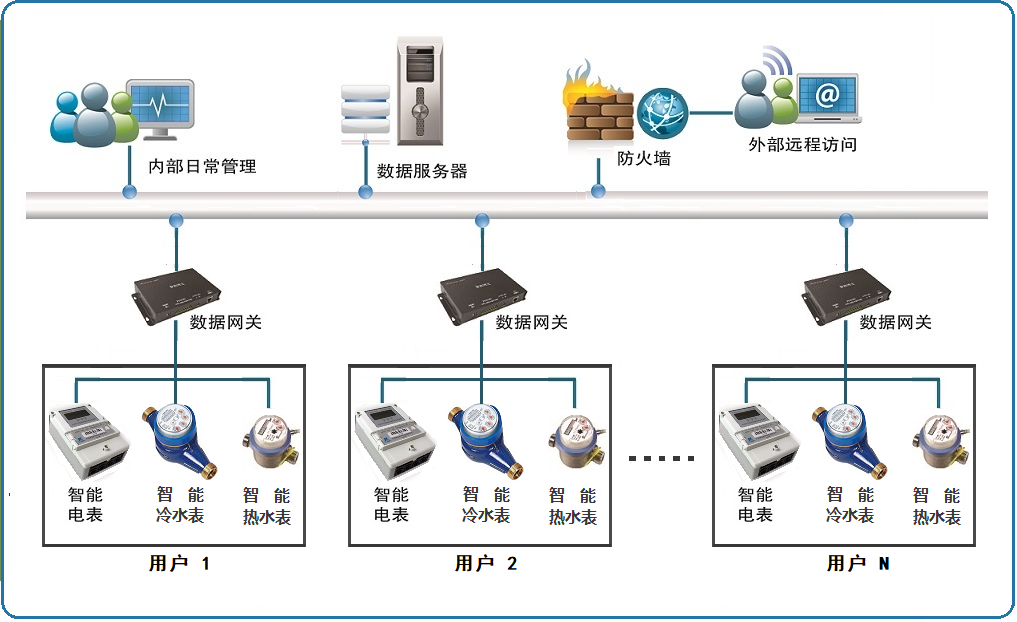 内部日常管理
数据服务器
防火墙
外部远程访问
@
数据网关
数据网关
数据网关
智能
电表
智 能
冷水表
智 能
热水表
智能
电表
智 能
冷水表
智 能
热水表
智能
电表
智 能
冷水表
智 能
热水表
用户 1
用户 2
用户 N